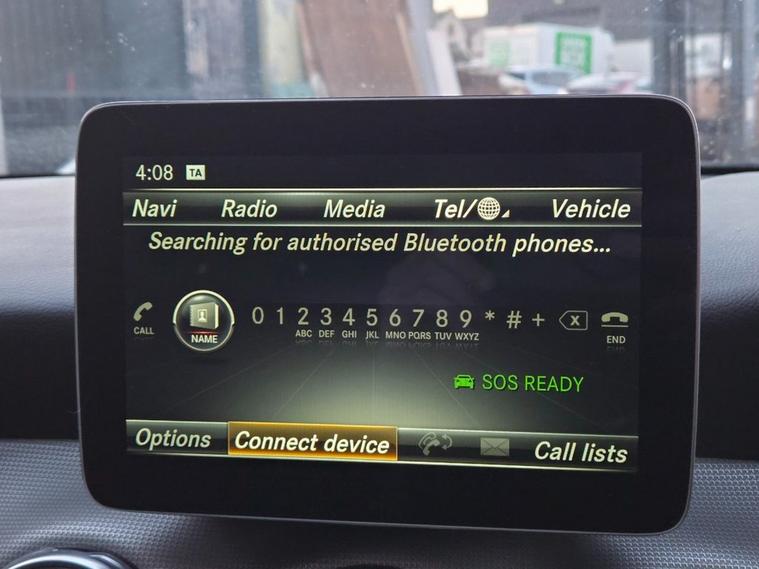 4:08 TA
Navi Radio Media Tel/ Vehicle
Searching for authorised Bluetooth phones...
0 1 2 3 4 5 6 7 8 9 * # + X
CALL NAME ABC DEF GHI JKL MNO PQRS TUV WXYZ END
SOS READY
Options Connect device Call lists